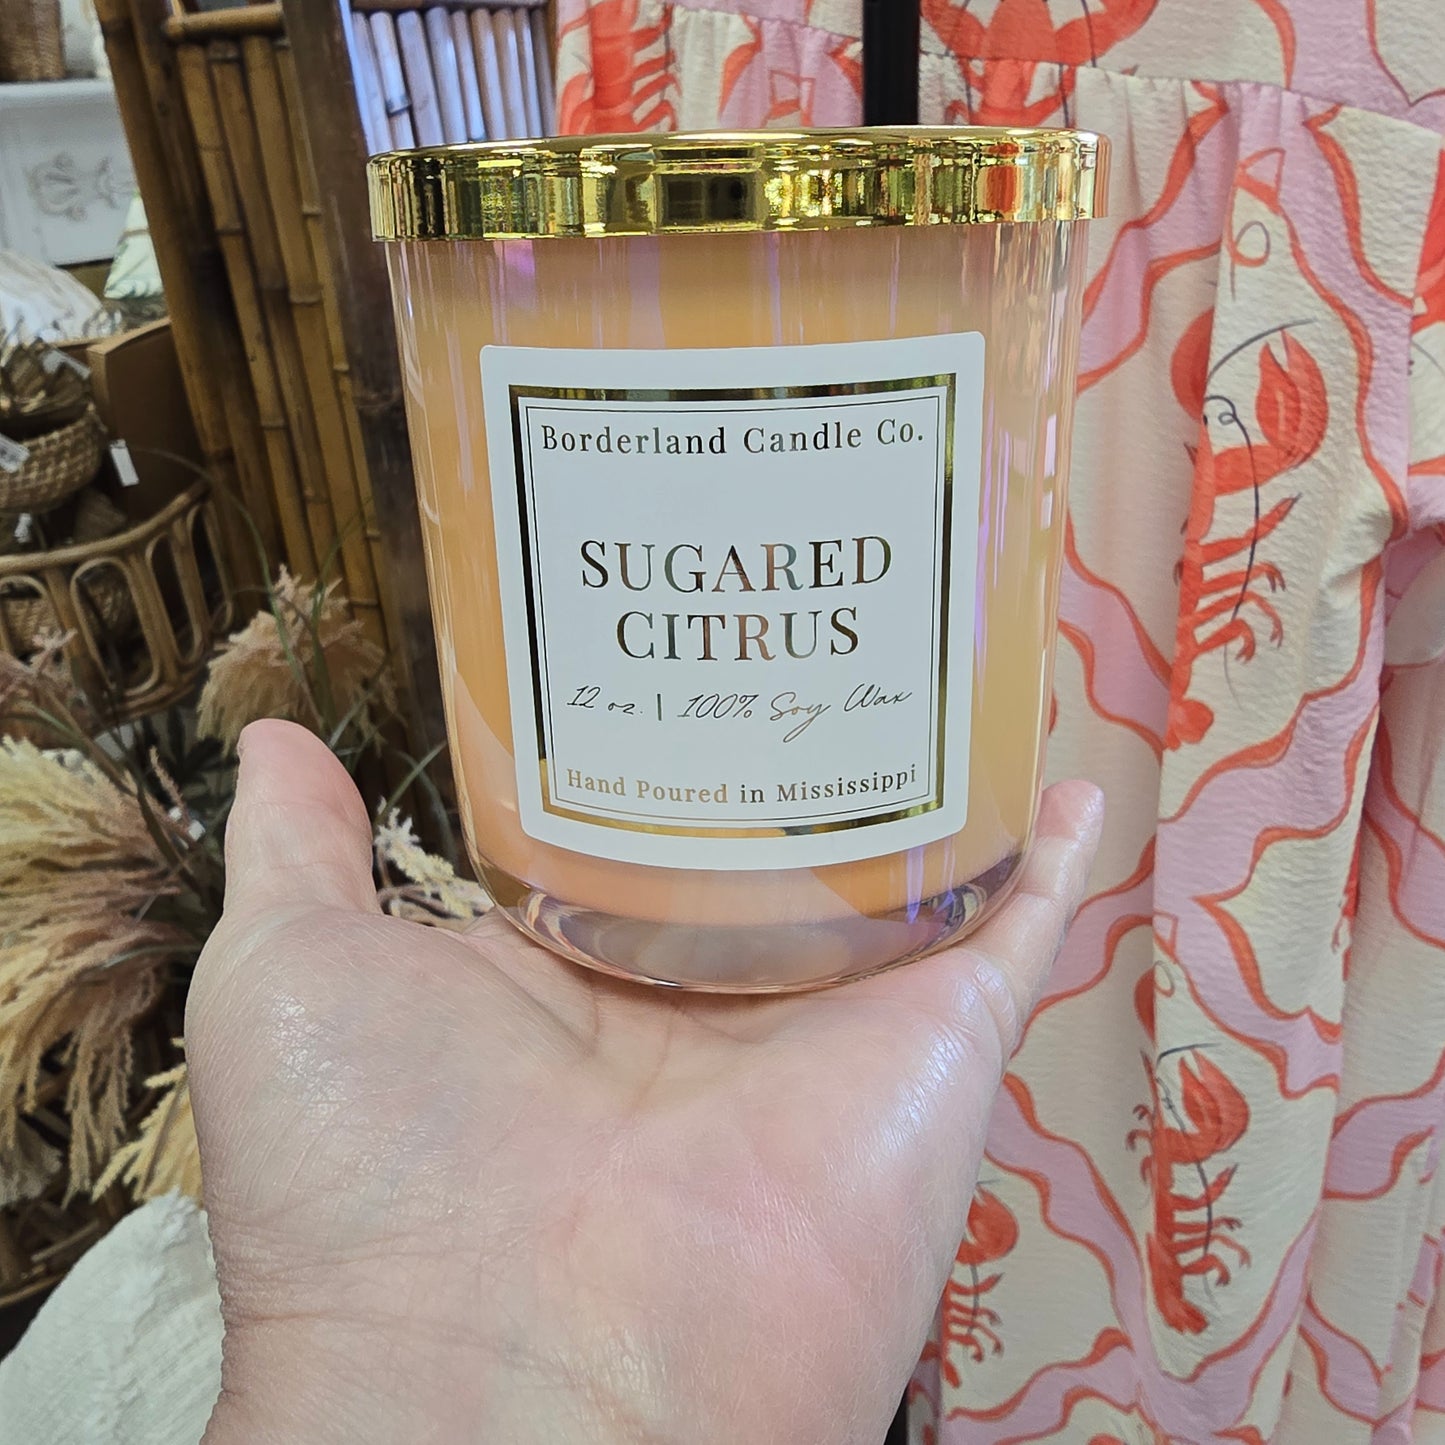 Borderland Candle Co.
SUGARED
CITRUS
12 oz. | 100% Soy Wax
Hand Poured in Mississippi